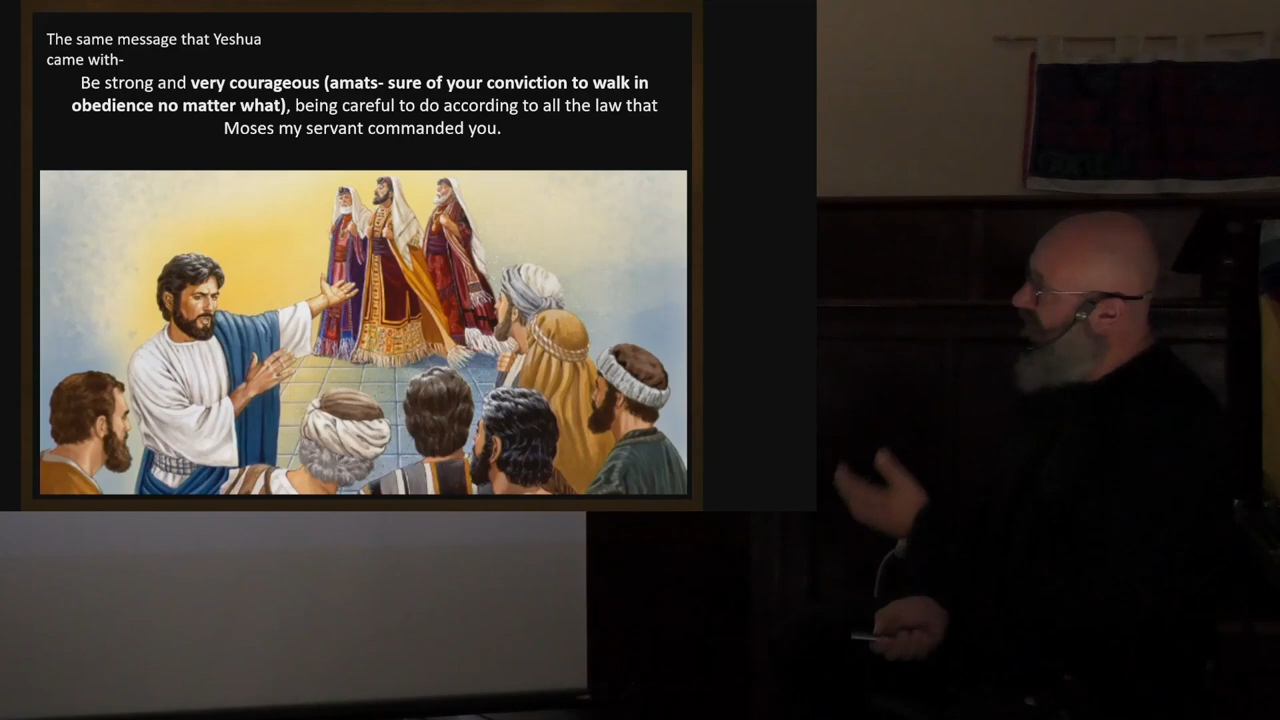 The same message that Yeshua
came with-
Be strong and very courageous (amats- sure of your conviction to walk in
obedience no matter what), being careful to do according to all the law that
Moses my servant commanded you.